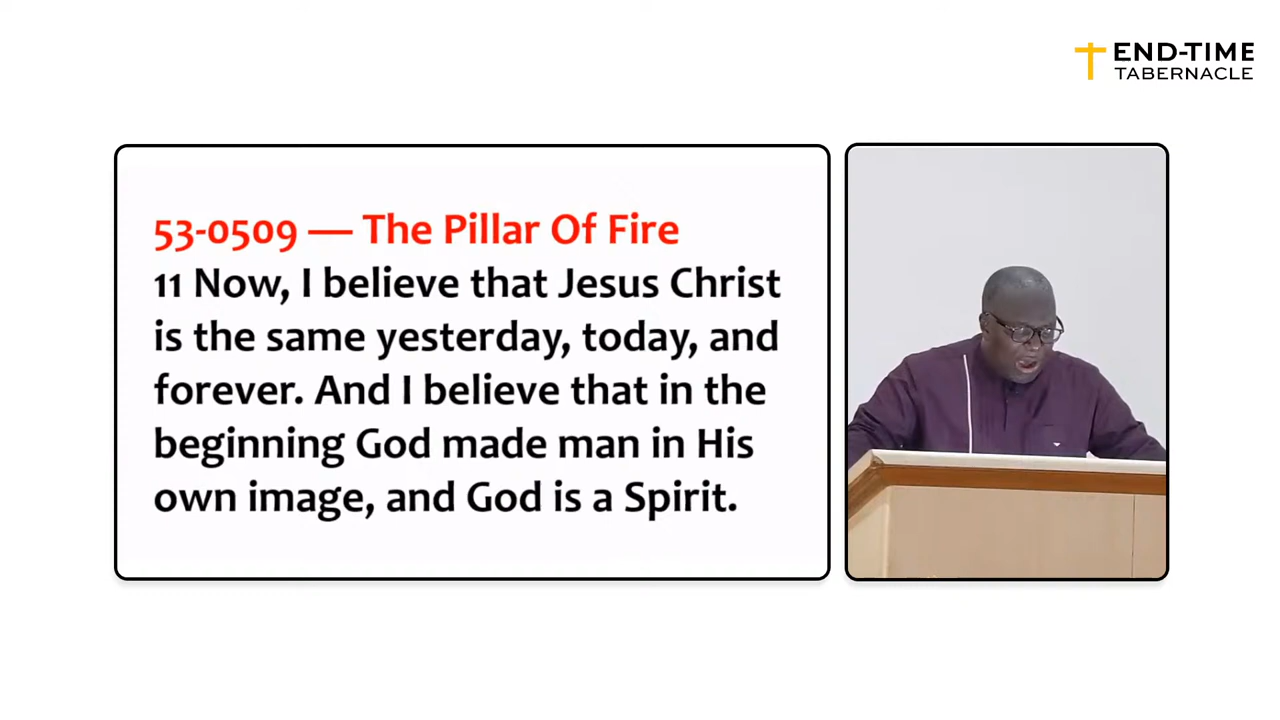 END-TIME
TABERNACLE
53-0509 — The Pillar Of Fire
11 Now, I believe that Jesus Christ
is the same yesterday, today, and
forever. And I believe that in the
beginning God made man in His
own image, and God is a Spirit.